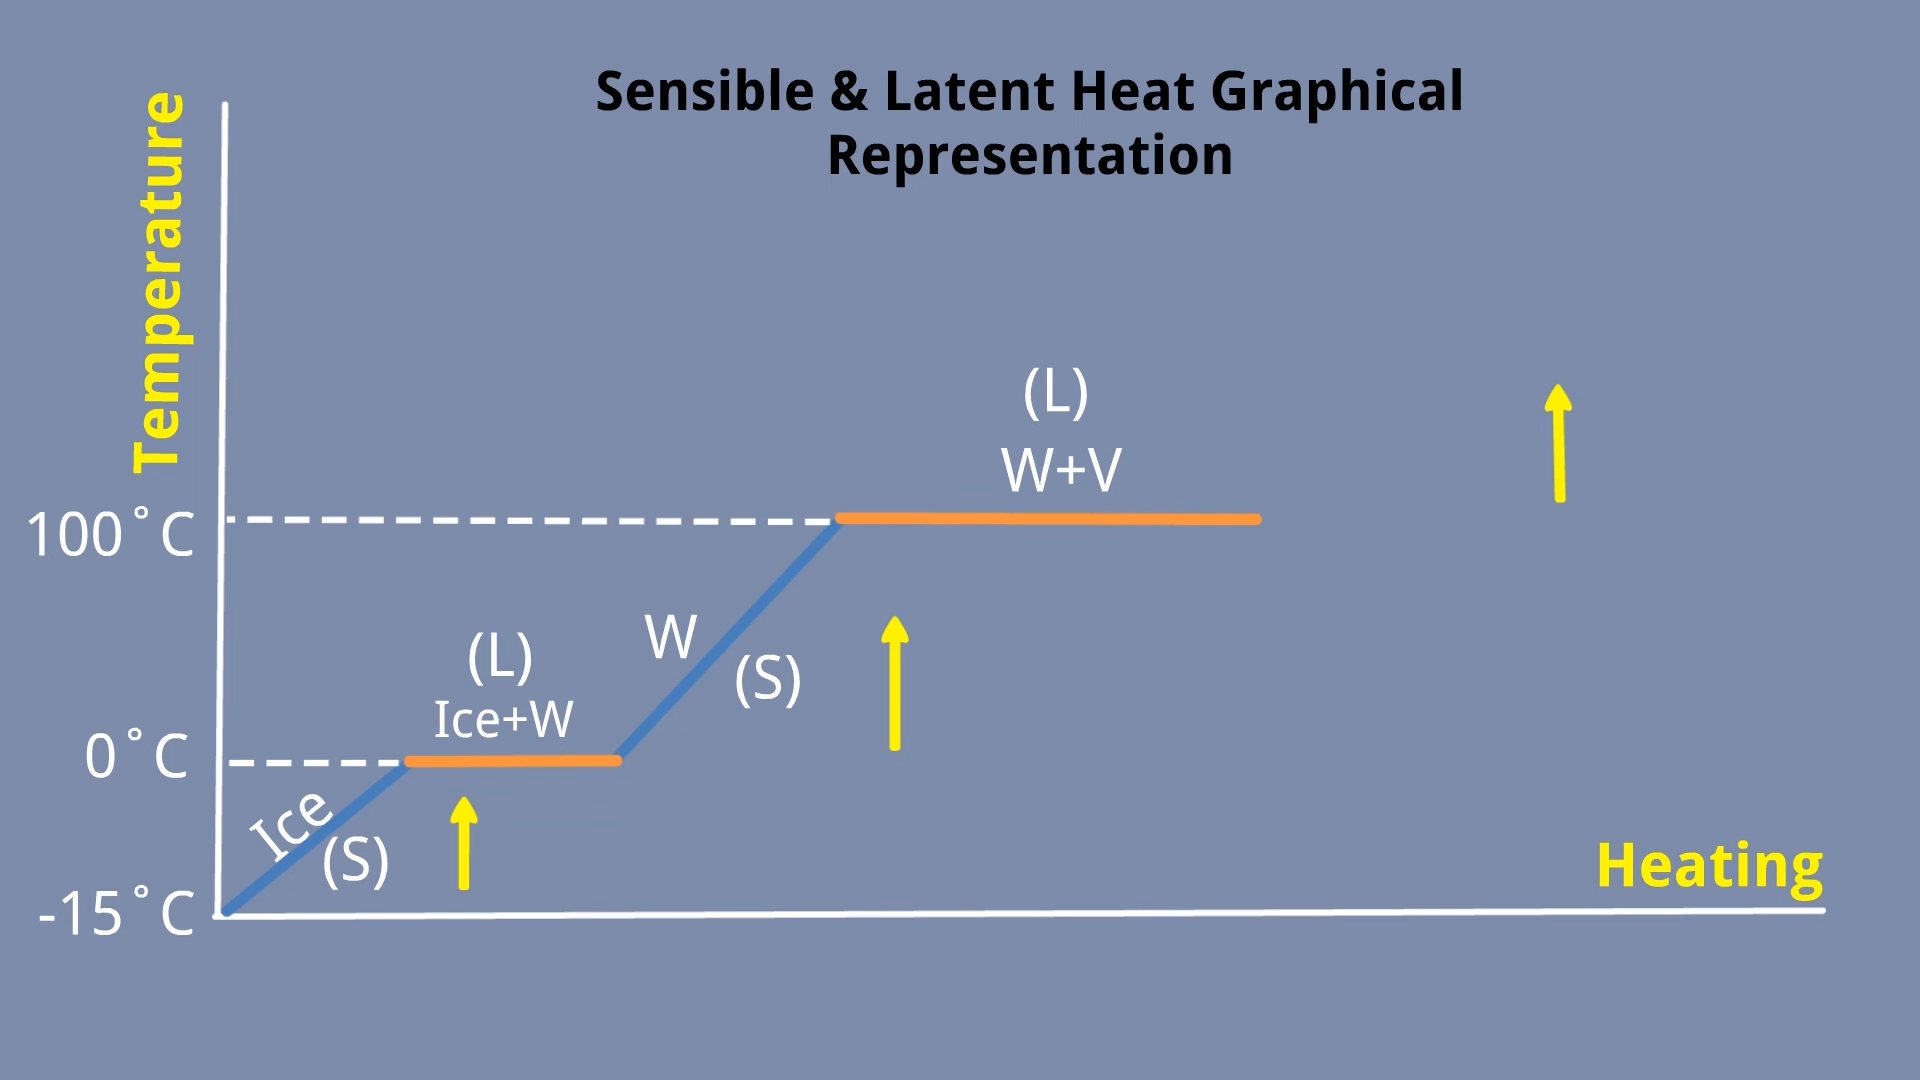 Sensible & Latent Heat Graphical
Representation
Temperature
(L)
W+V
100°C
W
(L)
(S)
Ice+W
0°C
Ice
(S)
Heating
-15°C